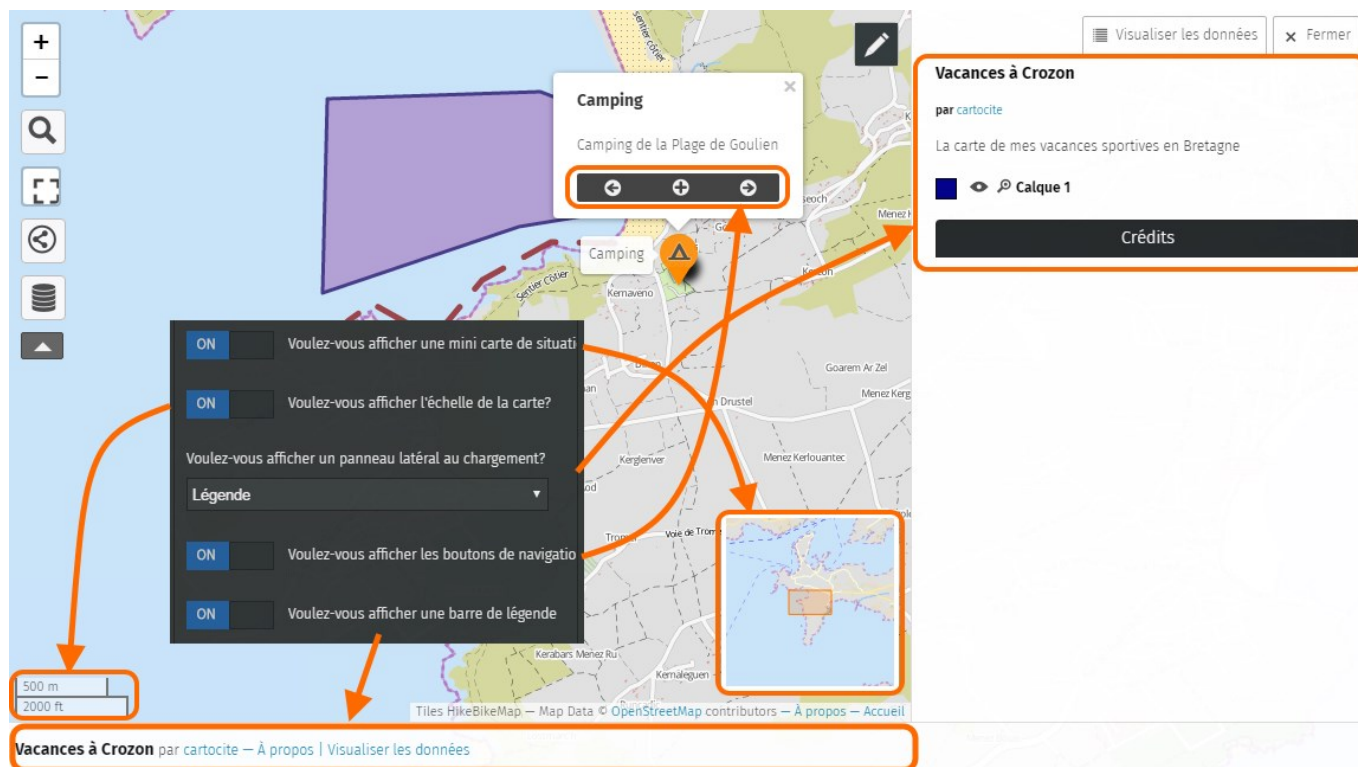 +
−
Visualiser les données
x Fermer
Vacances à Crozon
par cartocite
La carte de mes vacances sportives en Bretagne
Calque 1
Crédits
Camping
×
Camping de la Plage de Goulien
Camping
sentier côtier
Sentier Côtier
Kernaveno
Goarem Ar Zel
Menez Kerg
Drustel
Kerglenver
Menez Kerlouantec
Voie de Trome
Kerabars Menez Ru
Kernaleguen
ON Voulez-vous afficher une mini carte de situati
ON Voulez-vous afficher l'échelle de la carte?
Voulez-vous afficher un panneau latéral au chargement?
Légende
ON Voulez-vous afficher les boutons de navigatio
ON Voulez-vous afficher une barre de légende
500 m
2000 ft
Tiles HikeBikeMap — Map Data © OpenStreetMap contributors — À propos — Accueil
Vacances à Crozon par cartocite — À propos | Visualiser les données